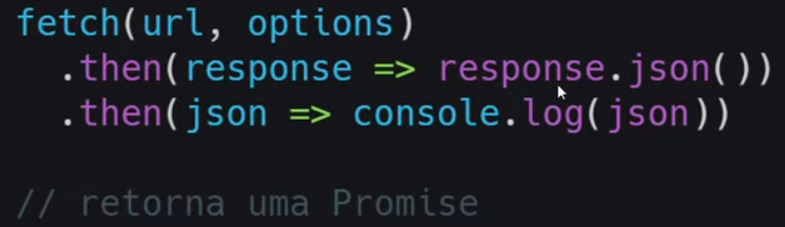 fetch(url, options)
.then(response => response.json())
.then(json => console.log(json))
// retorna uma Promise